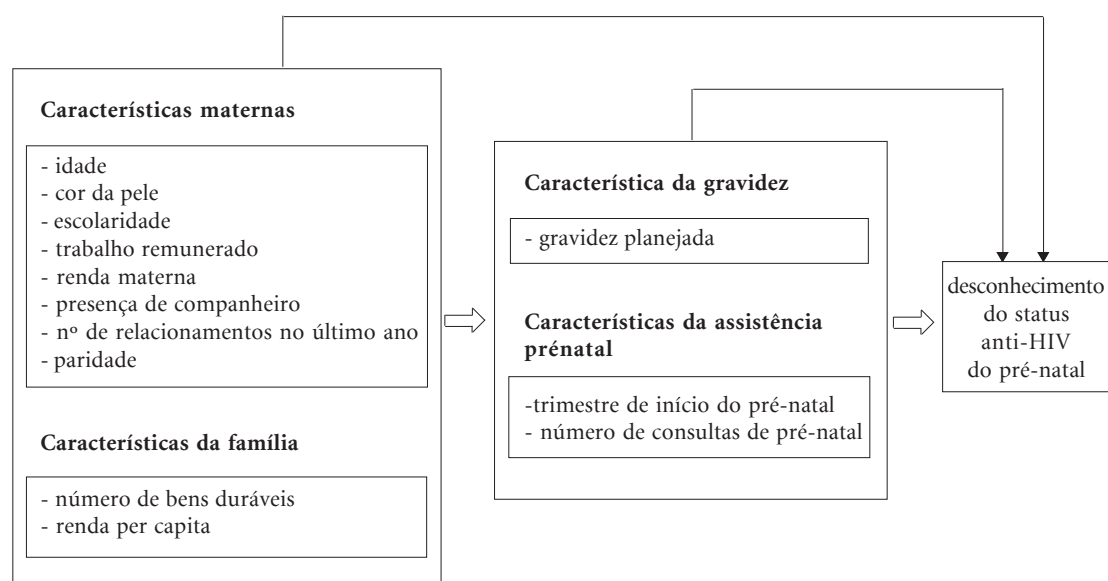 Característícas maternas
- idade
- cor da pele
- escolaridade
- trabalho remunerado
- renda materna
- presença de companheiro
- nº de relacionamentos no último ano
- paridade
Características da família
- número de bens duráveis
- renda per capita
Característica da gravidez
- gravidez planejada
Características da assistência
prénatal
-trimestre de início do pré-natal
- número de consultas de pré-natal
desconhecimento
do status
anti-HIV
do pré-natal